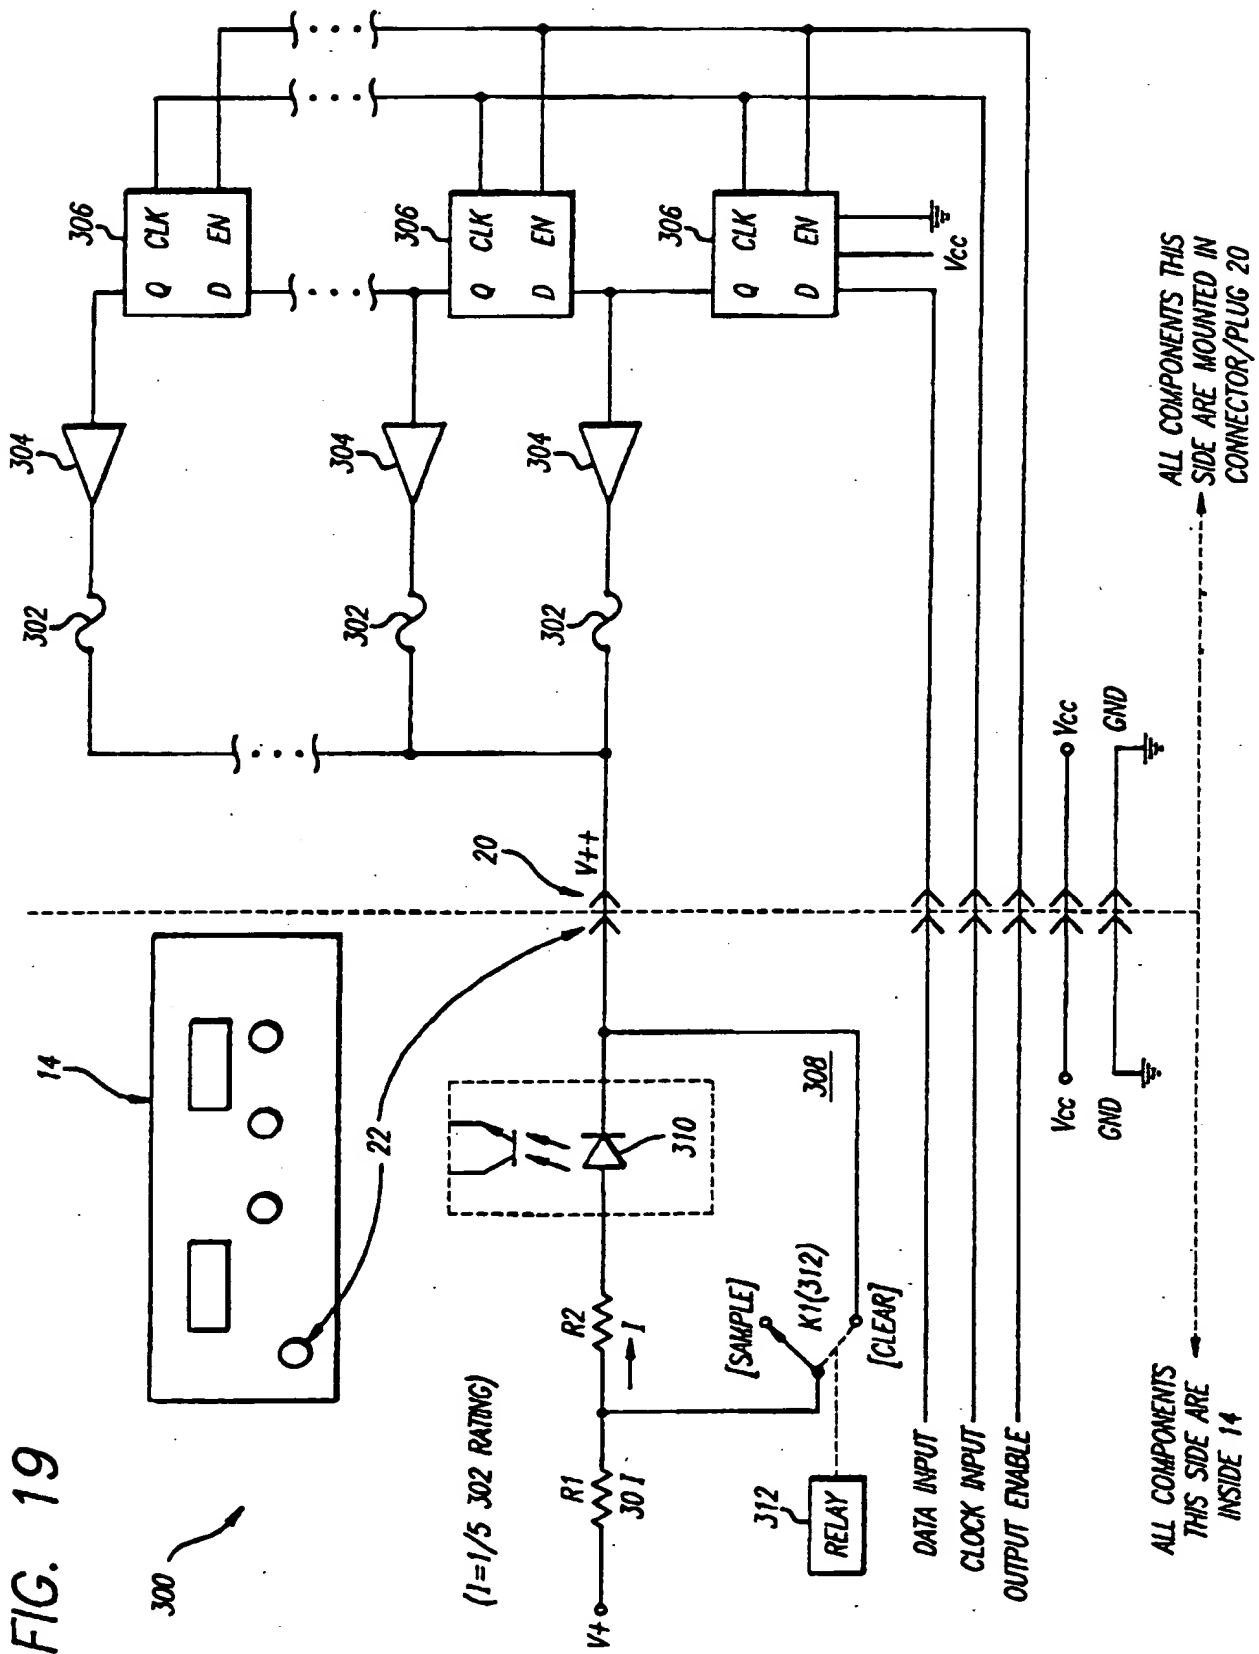 FIG. 19
300
14
22
(I=1/5 302 RATING)
V+
R1
30 I
R2
I
310
308
[SAMPLE]
K1(312)
[CLEAR]
312
RELAY
20
V++
302
302
302
304
304
304
306
CLK
EN
Q
D
306
CLK
EN
Q
D
306
CLK
EN
Q
D
Vcc
DATA INPUT
CLOCK INPUT
OUTPUT ENABLE
Vcc
GND
Vcc
GND
ALL COMPONENTS
THIS SIDE ARE
INSIDE 14
ALL COMPONENTS THIS
SIDE ARE MOUNTED IN
CONNECTOR/PLUG 20